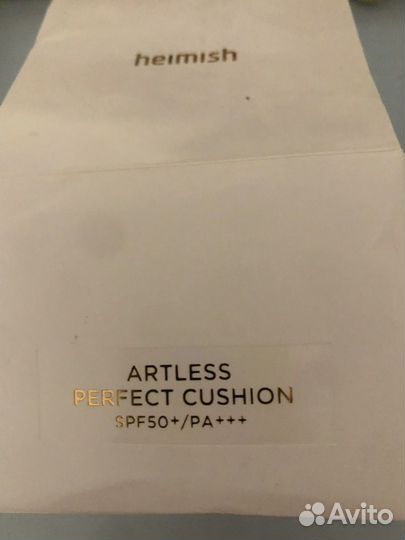 heimish
ARTLESS
PERFECT CUSHION
SPF50+/PA+++
Avito